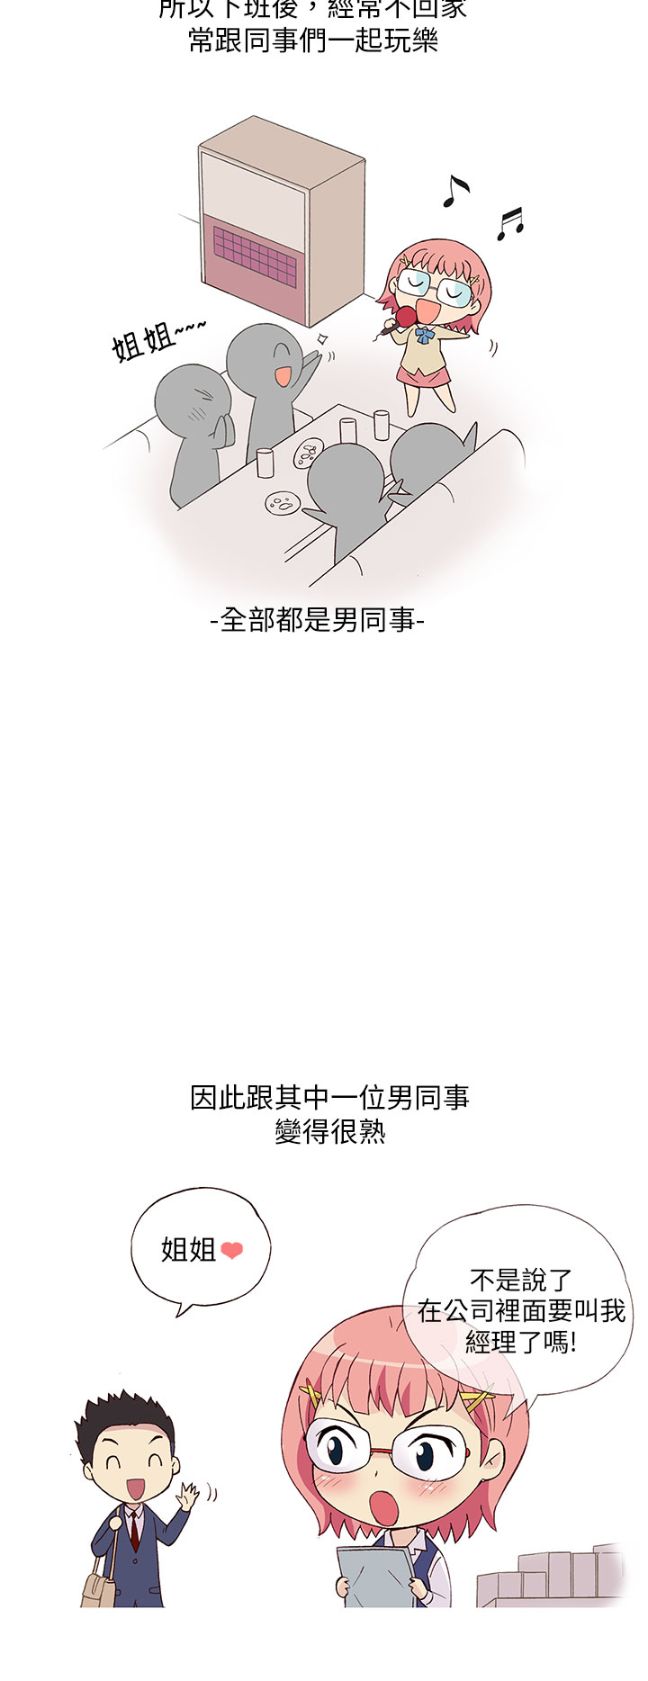 所以下班後，經常不回家
常跟同事們一起玩樂
姐姐~~~
-全部都是男同事-
因此跟其中一位男同事
變得很熟
姐姐❤
不是說了
在公司裡面要叫我
經理了嗎!